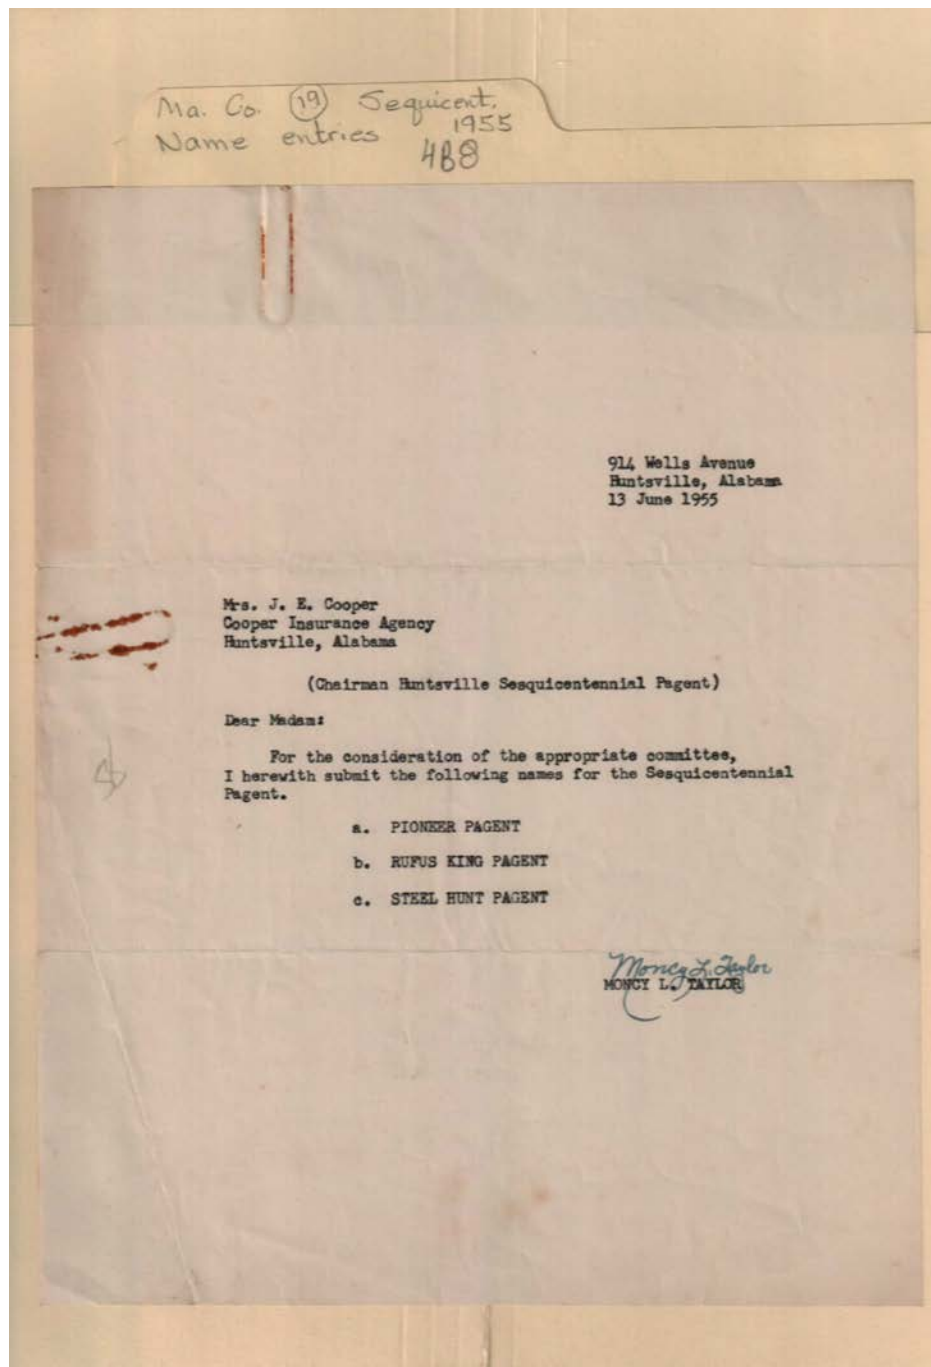 Ma. Co. 19 Sequicent.
1955
Name entries
4B8
914 Wells Avenue
Huntsville, Alabama
13 June 1955
Mrs. J. E. Cooper
Cooper Insurance Agency
Huntsville, Alabama
(Chairman Huntsville Sesquicentennial Pagent)
Dear Madam:
For the consideration of the appropriate committee,
I herewith submit the following names for the Sesquicentennial
Pagent.
a. PIONEER PAGENT
b. RUFUS KING PAGENT
c. STEEL HUNT PAGENT
Moncy L. Taylor
MONCY L. TAYLOR